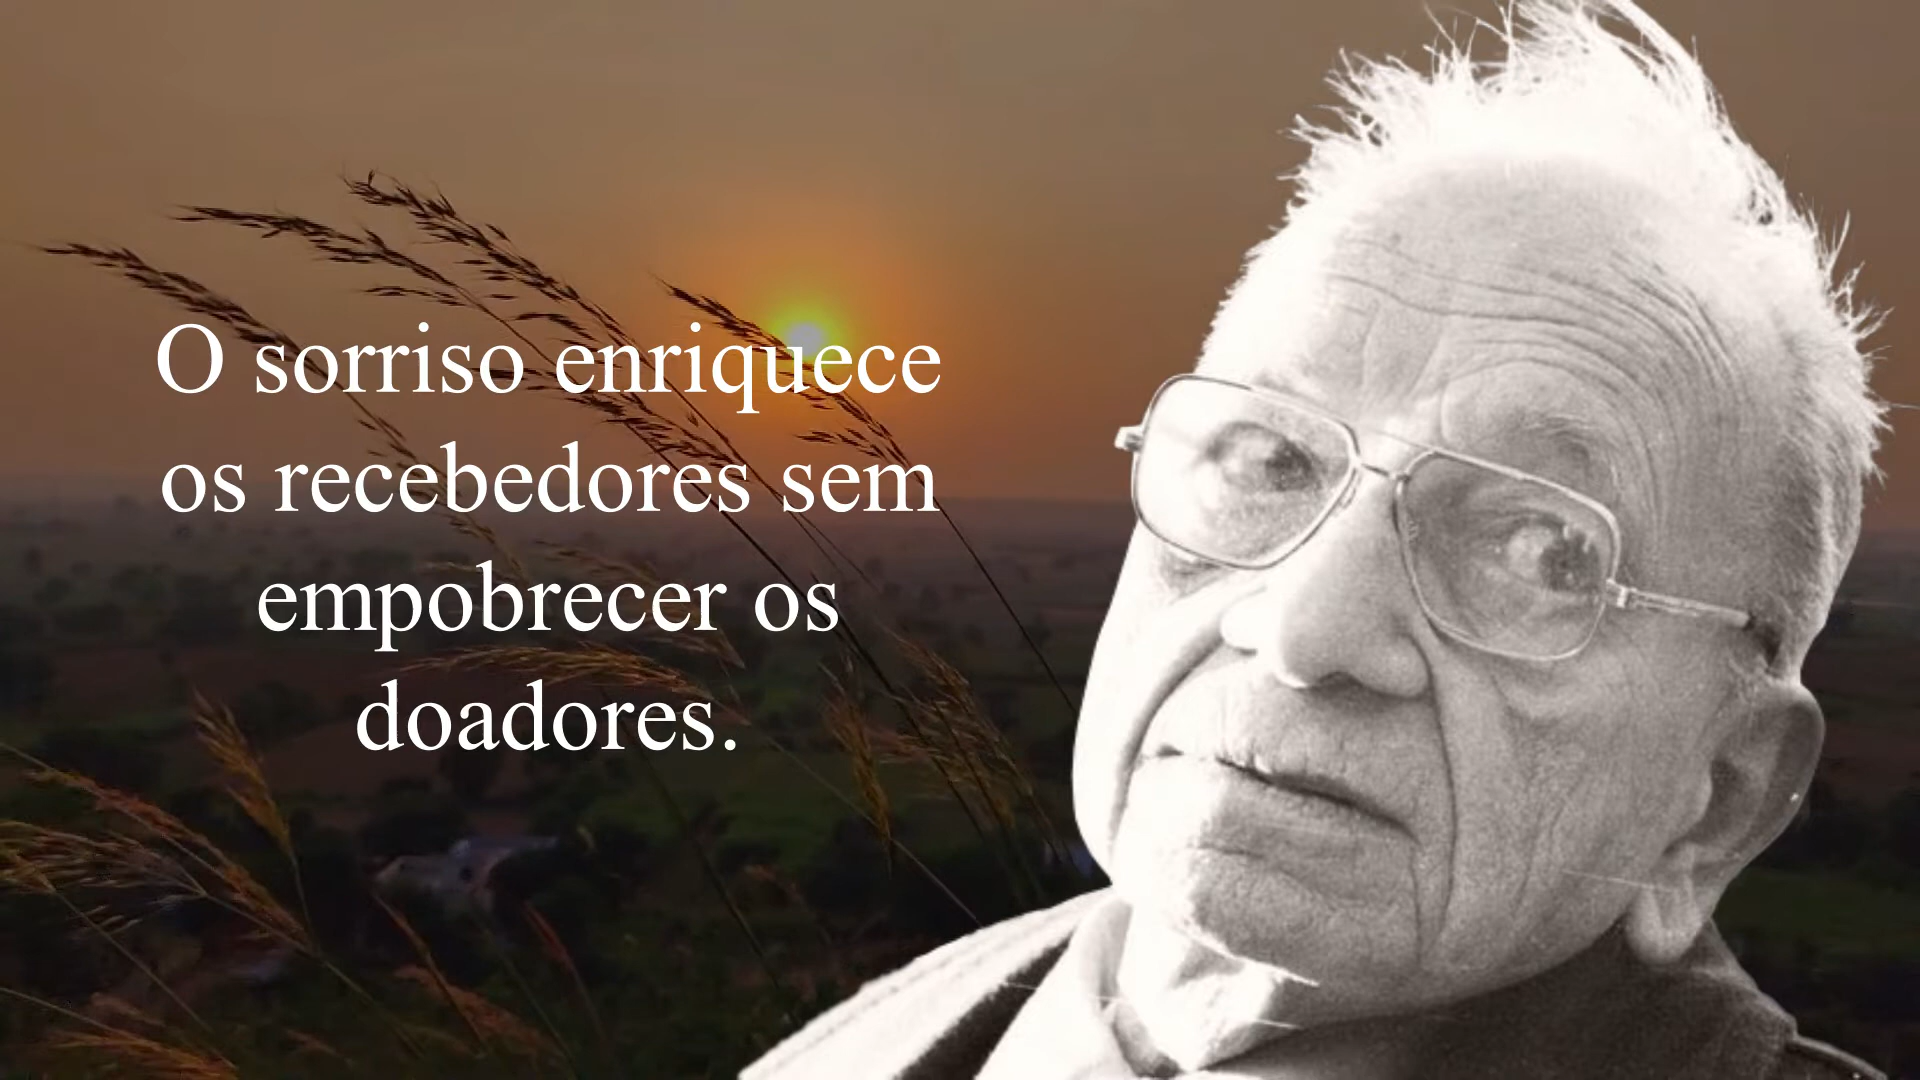 O sorriso enriquece
os recebedores sem
empobrecer os
doadores.